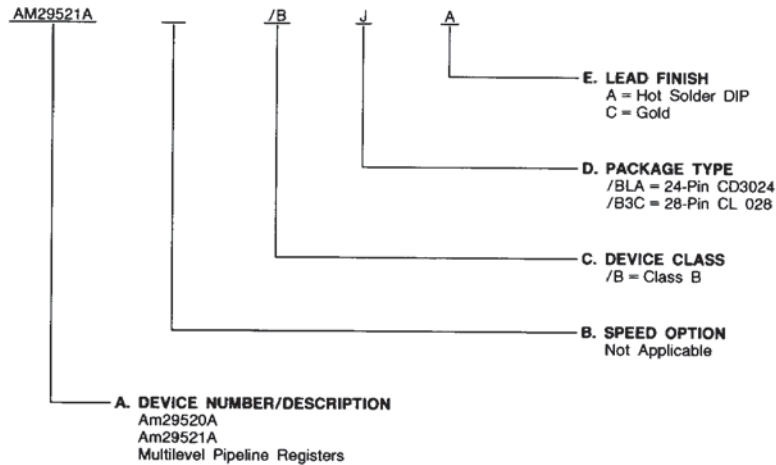 AM29521A — /B J A
E. LEAD FINISH
A = Hot Solder DIP
C = Gold
D. PACKAGE TYPE
/BLA = 24-Pin CD3024
/B3C = 28-Pin CL 028
C. DEVICE CLASS
/B = Class B
B. SPEED OPTION
Not Applicable
A. DEVICE NUMBER/DESCRIPTION
Am29520A
Am29521A
Multilevel Pipeline Registers